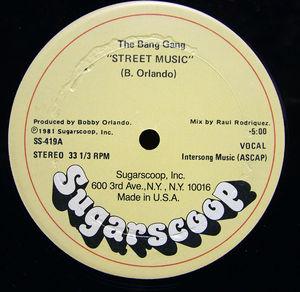 The Bang Gang
"STREET MUSIC"
(B. Orlando)
Produced by Bobby Orlando.
℗1981 Sugarscoop, Inc.
SS-419A
STEREO 33 1/3 RPM
Mix by Raul Rodriquez.
-5:00
VOCAL
Intersong Music (ASCAP)
Sugarscoop, Inc.
600 3rd Ave., N.Y., N.Y. 10016
Made in U.S.A.
Sugarscoop